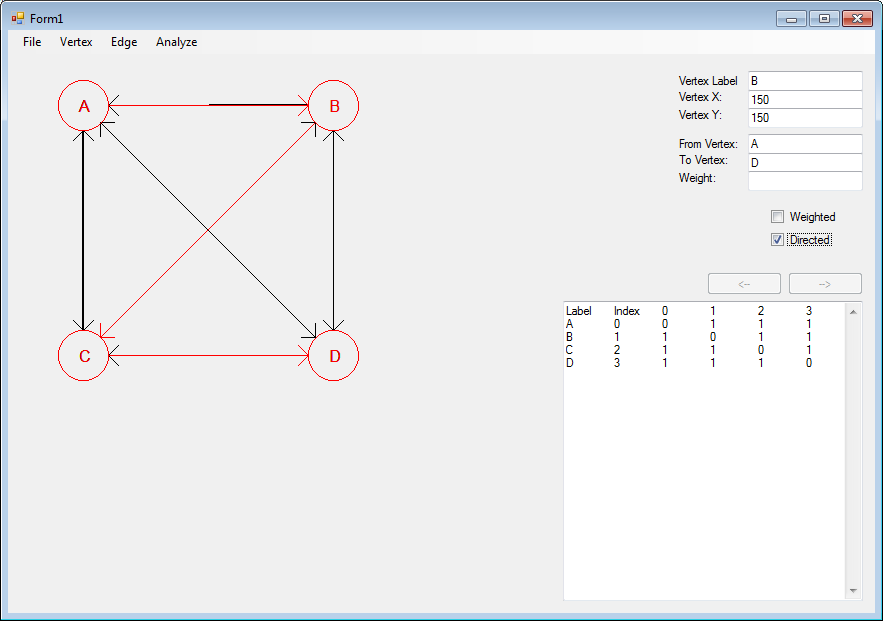 Form1
File Vertex Edge Analyze
A B
C D
Vertex Label B
Vertex X: 150
Vertex Y: 150
From Vertex: A
To Vertex: D
Weight:
Weighted
Directed
<-- -->
Label Index 0 1 2 3
A 0 0 1 1 1
B 1 1 0 1 1
C 2 1 1 0 1
D 3 1 1 1 0